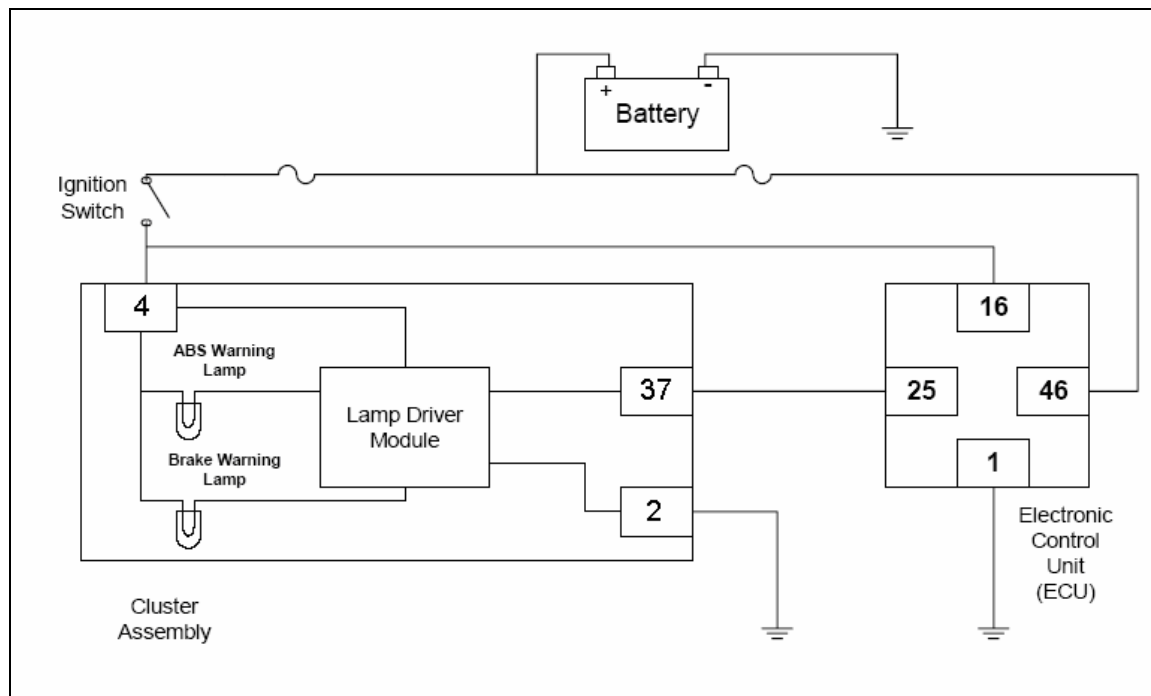 + -
Battery
Ignition
Switch
4
16
ABS Warning
Lamp
Lamp Driver
Module
37
25
46
Brake Warning
Lamp
2
1
Electronic
Control
Unit
(ECU)
Cluster
Assembly